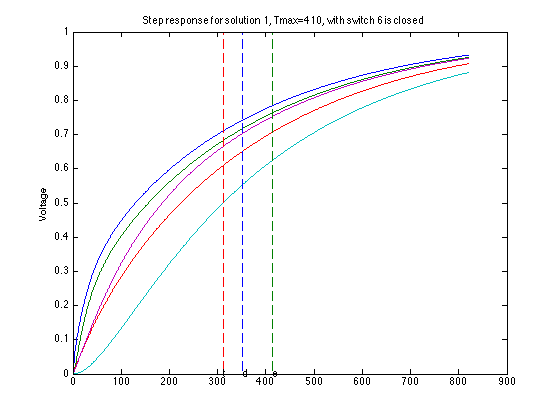 Step response for solution 1, Tmax=410, with switch 6 is closed
Voltage
1
0.9
0.8
0.7
0.6
0.5
0.4
0.3
0.2
0.1
0
0 100 200 300 400 500 600 700 800 900
r d e